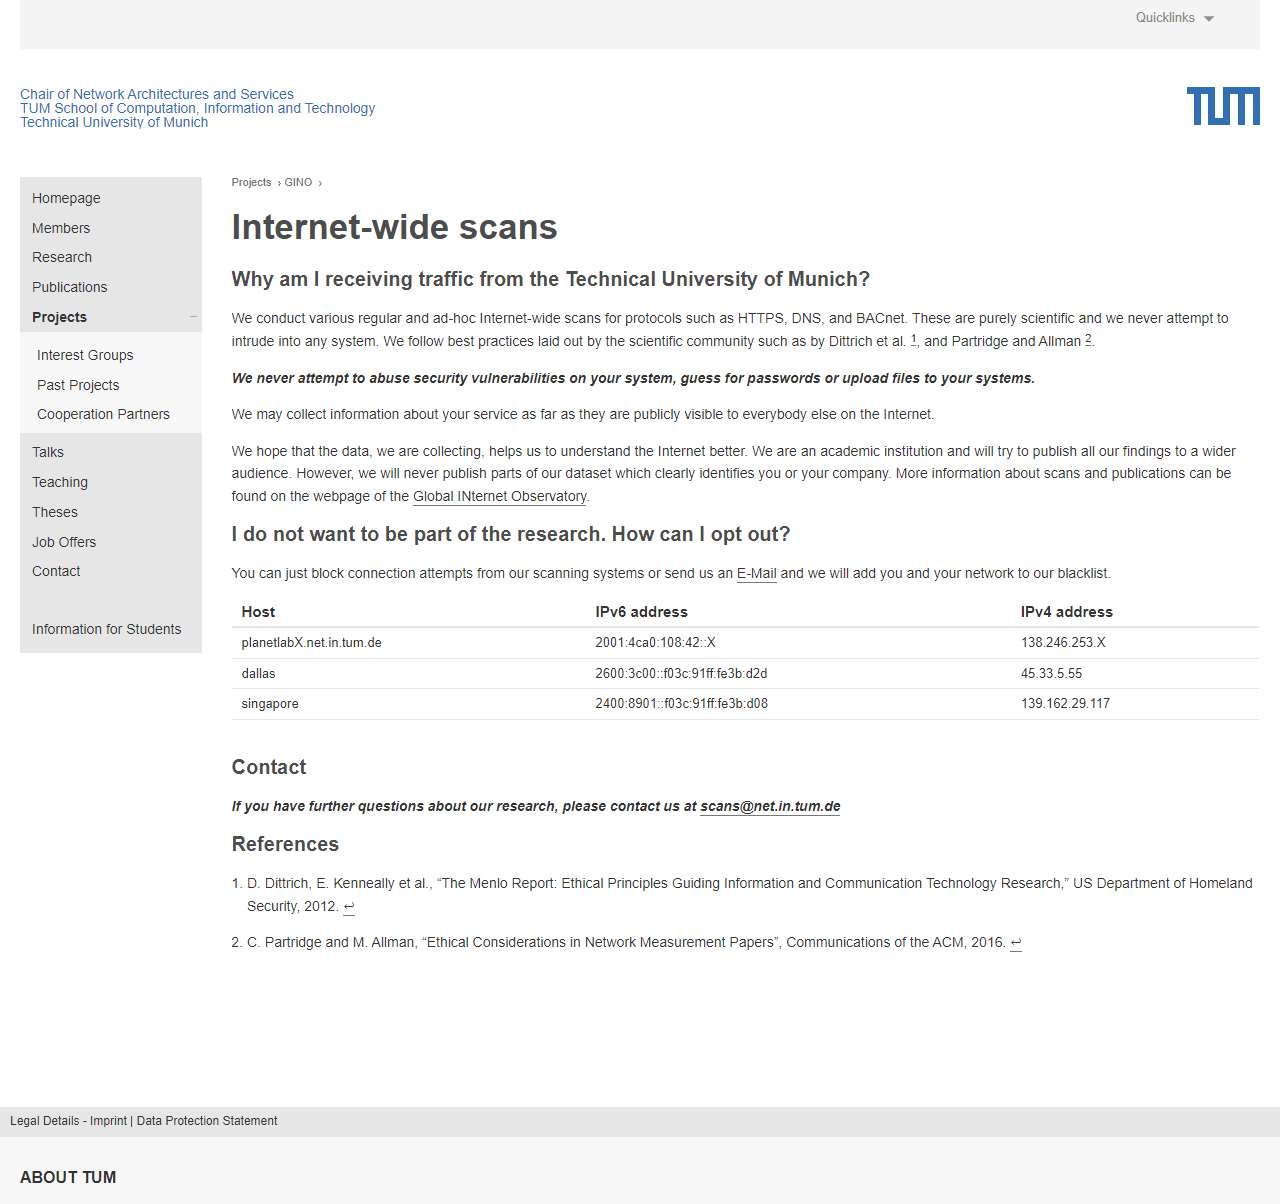 Quicklinks
Chair of Network Architectures and Services
TUM School of Computation, Information and Technology
Technical University of Munich
TUM
Homepage
Members
Research
Publications
Projects
Interest Groups
Past Projects
Cooperation Partners
Talks
Teaching
Theses
Job Offers
Contact
Information for Students
Projects › GINO ›
Internet-wide scans
Why am I receiving traffic from the Technical University of Munich?
We conduct various regular and ad-hoc Internet-wide scans for protocols such as HTTPS, DNS, and BACnet. These are purely scientific and we never attempt to
intrude into any system. We follow best practices laid out by the scientific community such as by Dittrich et al. 1, and Partridge and Allman 2.
We never attempt to abuse security vulnerabilities on your system, guess for passwords or upload files to your systems.
We may collect information about your service as far as they are publicly visible to everybody else on the Internet.
We hope that the data, we are collecting, helps us to understand the Internet better. We are an academic institution and will try to publish all our findings to a wider
audience. However, we will never publish parts of our dataset which clearly identifies you or your company. More information about scans and publications can be
found on the webpage of the Global INternet Observatory.
I do not want to be part of the research. How can I opt out?
You can just block connection attempts from our scanning systems or send us an E-Mail and we will add you and your network to our blacklist.
Host IPv6 address IPv4 address
planetlabX.net.in.tum.de 2001:4ca0:108:42::X 138.246.253.X
dallas 2600:3c00::f03c:91ff:fe3b:d2d 45.33.5.55
singapore 2400:8901::f03c:91ff:fe3b:d08 139.162.29.117
Contact
If you have further questions about our research, please contact us at scans@net.in.tum.de
References
1. D. Dittrich, E. Kenneally et al., “The Menlo Report: Ethical Principles Guiding Information and Communication Technology Research,” US Department of Homeland
Security, 2012. ↩
2. C. Partridge and M. Allman, “Ethical Considerations in Network Measurement Papers”, Communications of the ACM, 2016. ↩
Legal Details - Imprint | Data Protection Statement
ABOUT TUM